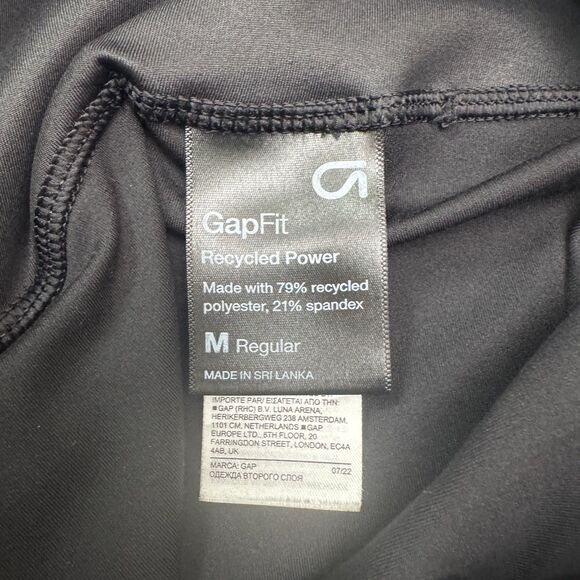 GapFit
Recycled Power
Made with 79% recycled
polyester, 21% spandex
M Regular
MADE IN SRI LANKA
IMPORTE PAR/ ΕΙΣΑΓΕΤΑΙ ΑΠΟ ΤΗΝ:
■GAP (RHC) B.V. LUNA ARENA,
HERIKERBERGWEG 238 AMSTERDAM,
1101 CM, NETHERLANDS ■GAP
EUROPE LTD., 5TH FLOOR, 20
FARRINGDON STREET, LONDON, EC4A
4AB, UK
MARCA: GAP 07/22
ОДЕЖДА ВТОРОГО СЛОЯ